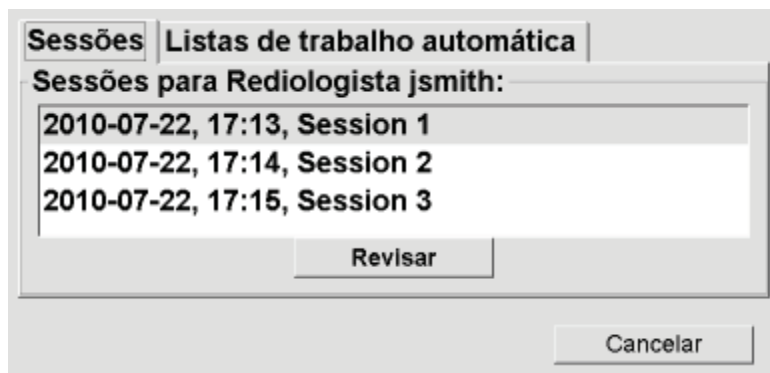 Sessões Listas de trabalho automática
Sessões para Rediologista jsmith:
2010-07-22, 17:13, Session 1
2010-07-22, 17:14, Session 2
2010-07-22, 17:15, Session 3
Revisar
Cancelar